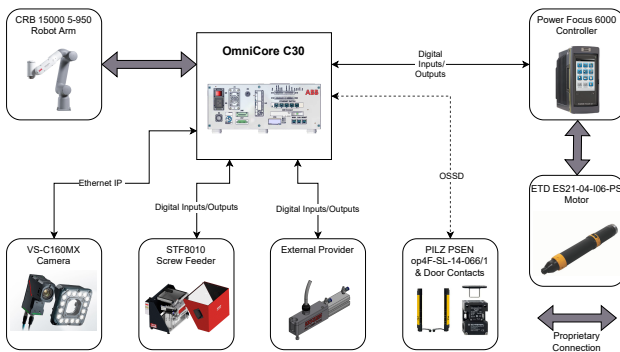 CRB 15000 5-950
Robot Arm
OmniCore C30
ABB
Power Focus 6000
Controller
Digital
Inputs/
Outputs
Ethernet IP
OSSD
Digital Inputs/Outputs
Digital Inputs/Outputs
ETD ES21-04-I06-PS
Motor
VS-C160MX
Camera
STF8010
Screw Feeder
External Provider
PILZ PSEN
op4F-SL-14-066/1
& Door Contacts
Proprietary
Connection